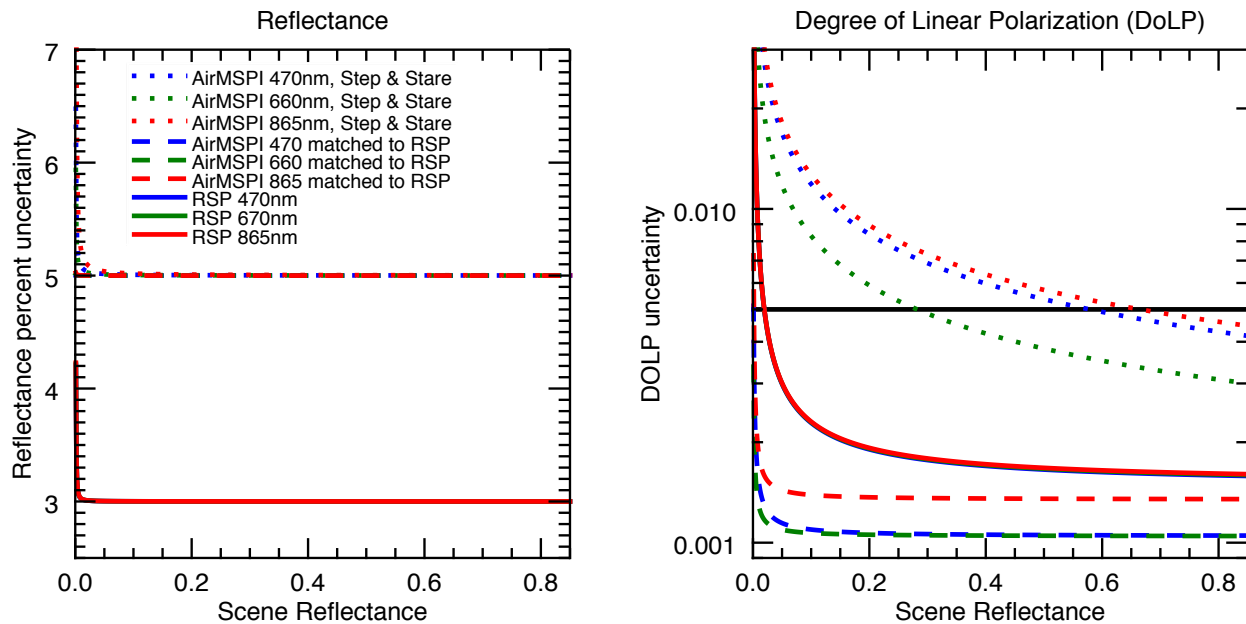 Reflectance
Reflectance percent uncertainty
7
6
5
4
3
AirMSPI 470nm, Step & Stare
AirMSPI 660nm, Step & Stare
AirMSPI 865nm, Step & Stare
AirMSPI 470 matched to RSP
AirMSPI 660 matched to RSP
AirMSPI 865 matched to RSP
RSP 470nm
RSP 670nm
RSP 865nm
0.0 0.2 0.4 0.6 0.8
Scene Reflectance
Degree of Linear Polarization (DoLP)
DOLP uncertainty
0.010
0.001
0.0 0.2 0.4 0.6 0.8
Scene Reflectance